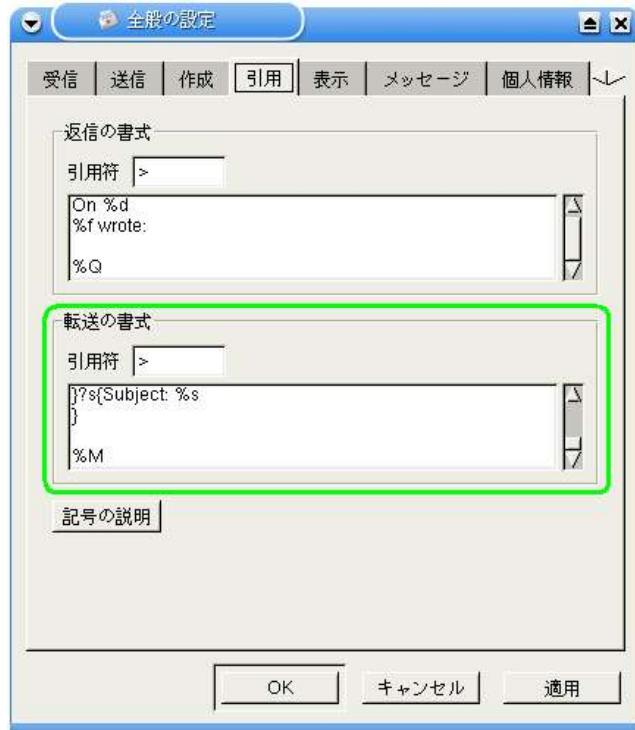 全般の設定
受信 送信 作成 引用 表示 メッセージ 個人情報
返信の書式
引用符 >
On %d
%f wrote:
%Q
転送の書式
引用符 >
}?s{Subject: %s
}
%M
記号の説明
OK キャンセル 適用